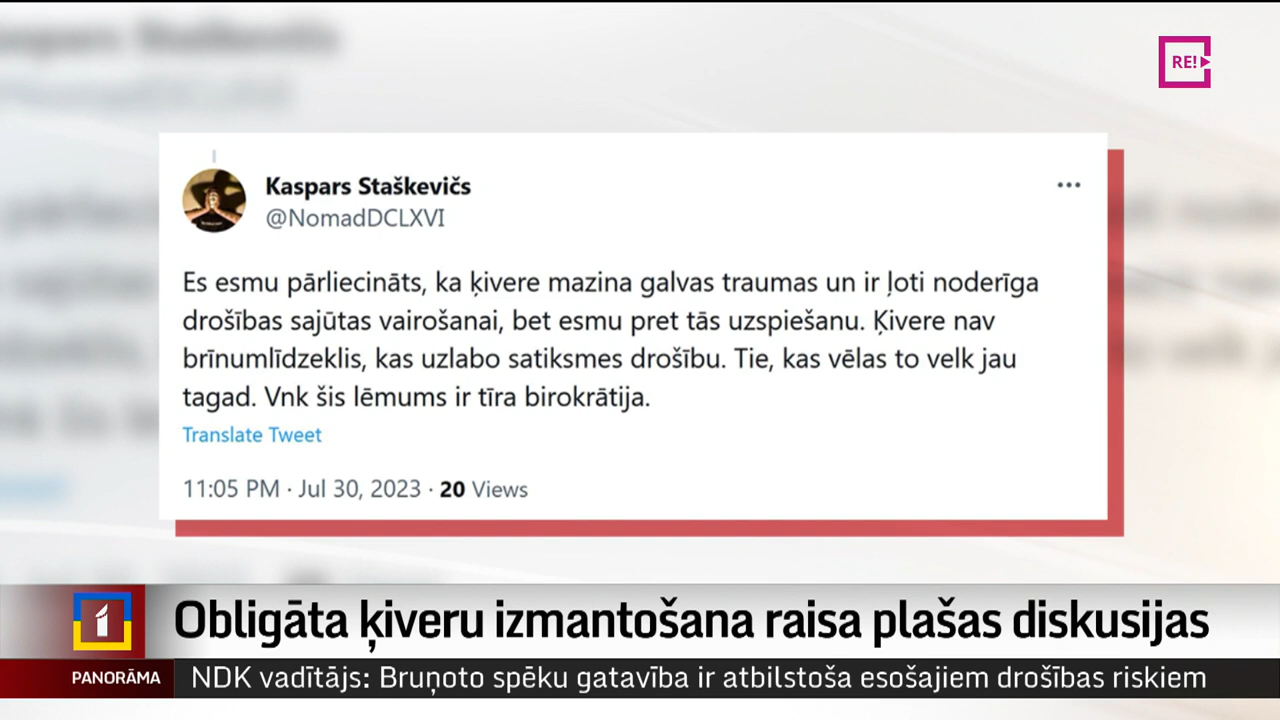 RE!
Kaspars Staškevičs
@NomadDCLXVI
Es esmu pārliecināts, ka ķivere mazina galvas traumas un ir ļoti noderīga
drošības sajūtas vairošanai, bet esmu pret tās uzspiešanu. Ķivere nav
brīnumlīdzeklis, kas uzlabo satiksmes drošību. Tie, kas vēlas to velk jau
tagad. Vnk šis lēmums ir tīra birokrātija.
Translate Tweet
11:05 PM · Jul 30, 2023 · 20 Views
1
Obligāta ķiveru izmantošana raisa plašas diskusijas
PANORĀMA
NDK vadītājs: Bruņoto spēku gatavība ir atbilstoša esošajiem drošības riskiem